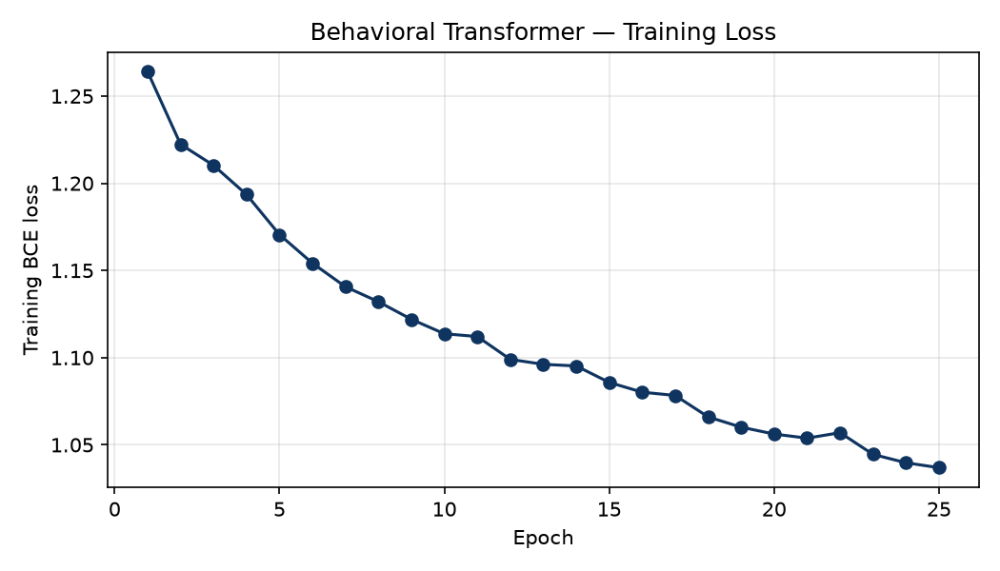 Behavioral Transformer — Training Loss
Training BCE loss
1.25
1.20
1.15
1.10
1.05
0 5 10 15 20 25
Epoch